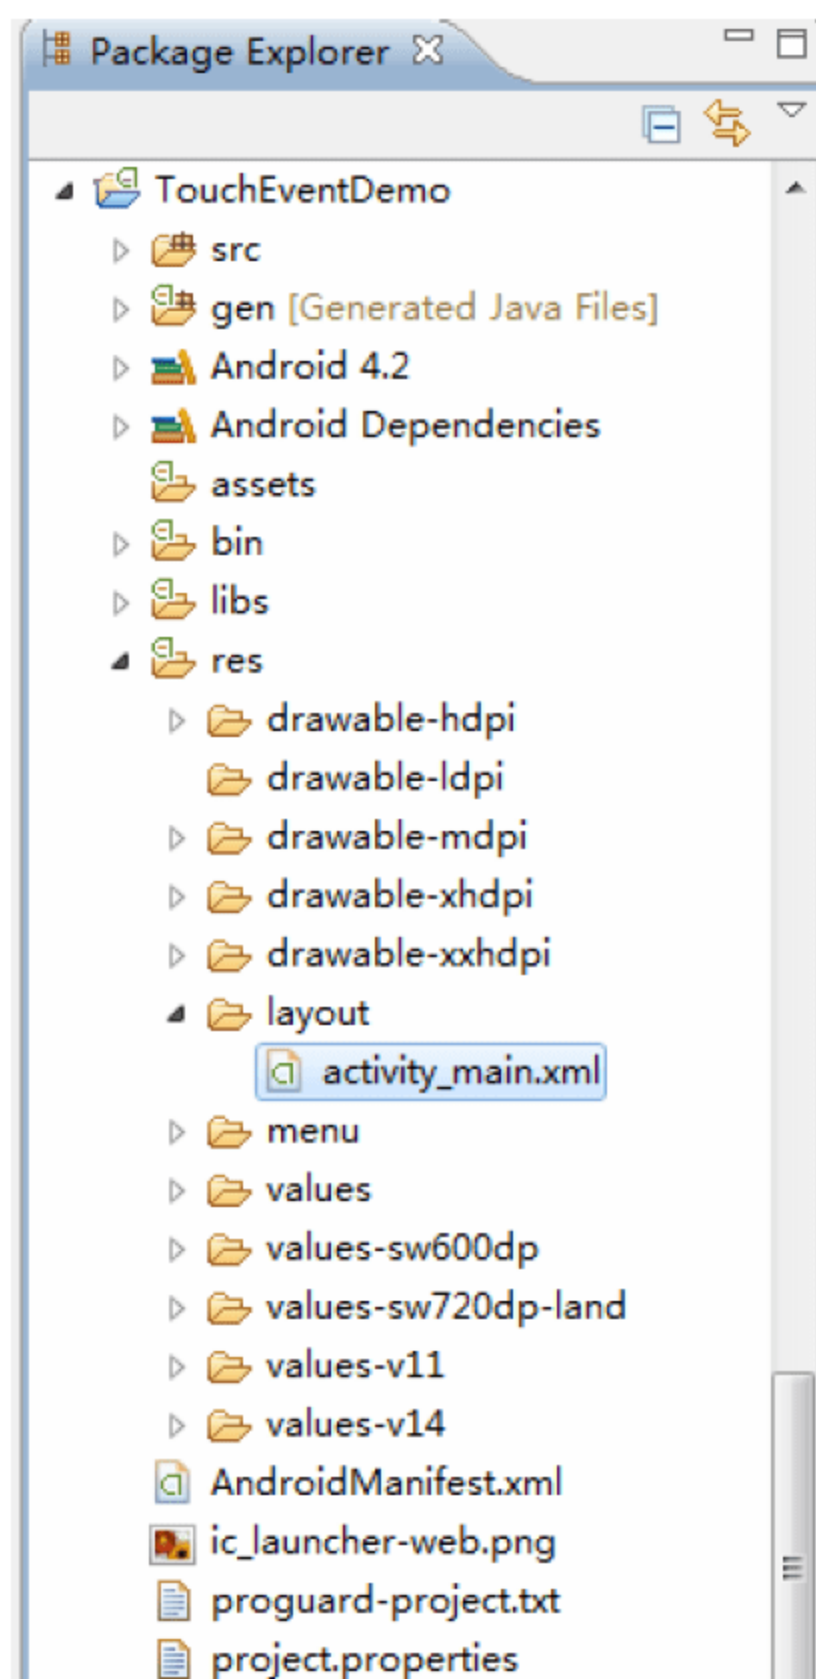 Package Explorer
TouchEventDemo
src
gen [Generated Java Files]
Android 4.2
Android Dependencies
assets
bin
libs
res
drawable-hdpi
drawable-ldpi
drawable-mdpi
drawable-xhdpi
drawable-xxhdpi
layout
activity_main.xml
menu
values
values-sw600dp
values-sw720dp-land
values-v11
values-v14
AndroidManifest.xml
ic_launcher-web.png
proguard-project.txt
project.properties